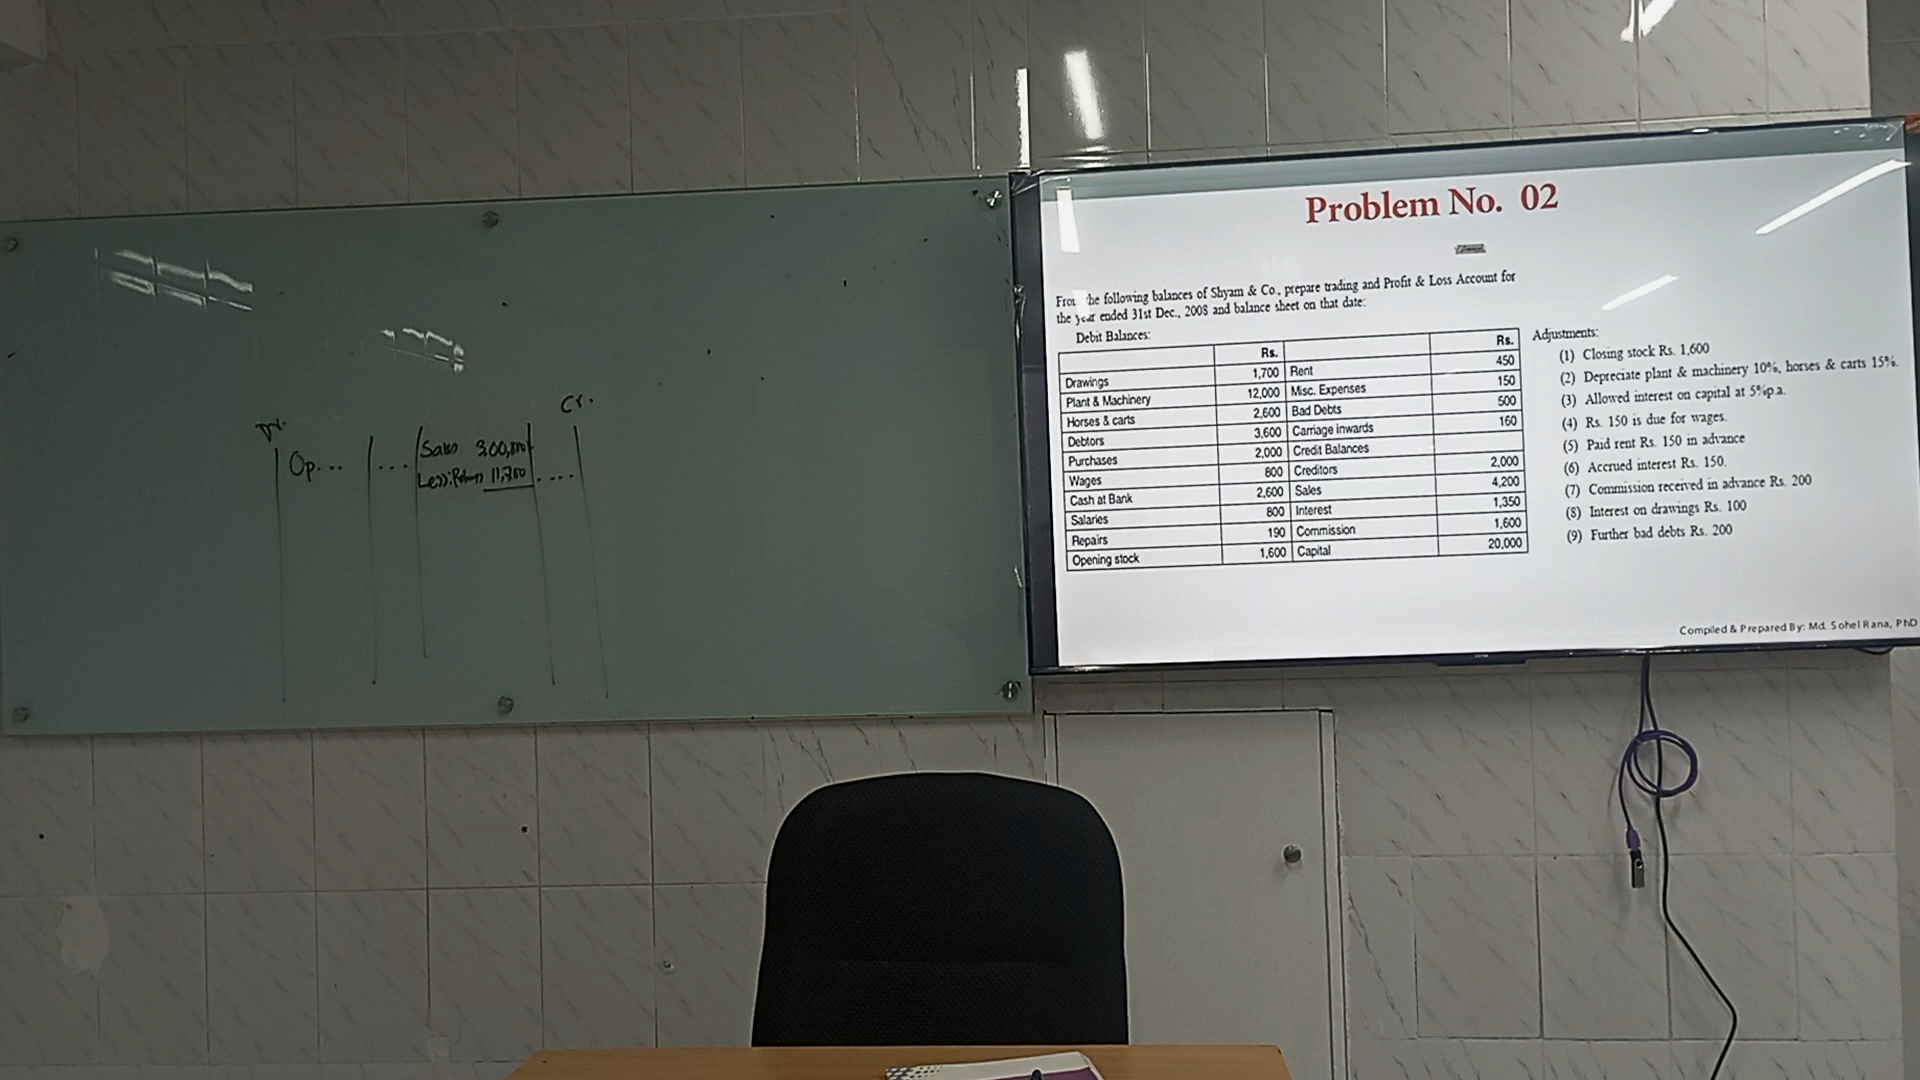 Dr.
Cr.
Op... ... Sales 3,00,000
Less: Return 11,700 ....
Problem No. 02
From the following balances of Shyam & Co., prepare trading and Profit & Loss Account for
the year ended 31st Dec., 2008 and balance sheet on that date:
Debit Balances:
Rs. Rs.
Drawings 1,700 Rent 450
Plant & Machinery 12,000 Misc. Expenses 150
Horses & carts 2,600 Bad Debts 500
Debtors 3,600 Carriage inwards 160
Purchases 2,000 Credit Balances
Wages 800 Creditors 2,000
Cash at Bank 2,600 Sales 4,200
Salaries 800 Interest 1,350
Repairs 190 Commission 1,600
Opening stock 1,600 Capital 20,000
Adjustments:
(1) Closing stock Rs. 1,600
(2) Depreciate plant & machinery 10%, horses & carts 15%.
(3) Allowed interest on capital at 5%p.a.
(4) Rs. 150 is due for wages.
(5) Paid rent Rs. 150 in advance
(6) Accrued interest Rs. 150.
(7) Commission received in advance Rs. 200
(8) Interest on drawings Rs. 100
(9) Further bad debts Rs. 200
Compiled & Prepared By: Md. Sohel Rana, PhD